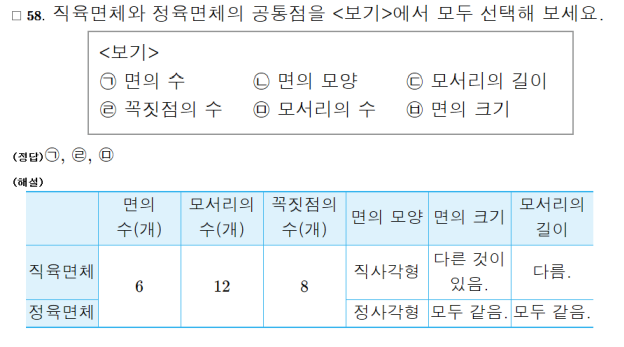 □ 58. 직육면체와 정육면체의 공통점을 <보기>에서 모두 선택해 보세요.
<보기>
㉠ 면의 수 ㉡ 면의 모양 ㉢ 모서리의 길이
㉣ 꼭짓점의 수 ㉤ 모서리의 수 ㉥ 면의 크기
(정답)㉠, ㉣, ㉤
(해설)
면의 수(개) 모서리의 수(개) 꼭짓점의 수(개) 면의 모양 면의 크기 모서리의 길이
직육면체 6 12 8 직사각형 다른 것이 있음. 다름.
정육면체 정사각형 모두 같음. 모두 같음.